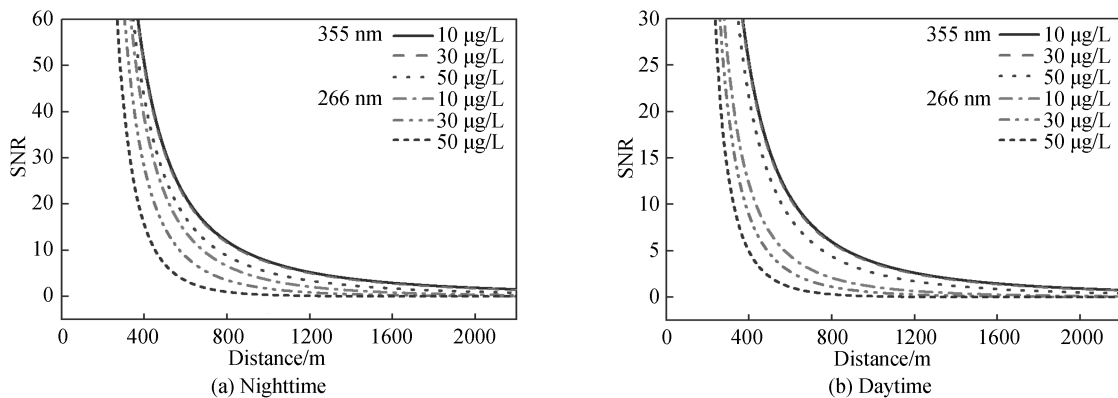 60
50
40
30
20
10
0
SNR
355 nm
10 μg/L
30 μg/L
50 μg/L
266 nm
10 μg/L
30 μg/L
50 μg/L
0 400 800 1200 1600 2000
Distance/m
(a) Nighttime
30
25
20
15
10
5
0
SNR
355 nm
10 μg/L
30 μg/L
50 μg/L
266 nm
10 μg/L
30 μg/L
50 μg/L
0 400 800 1200 1600 2000
Distance/m
(b) Daytime